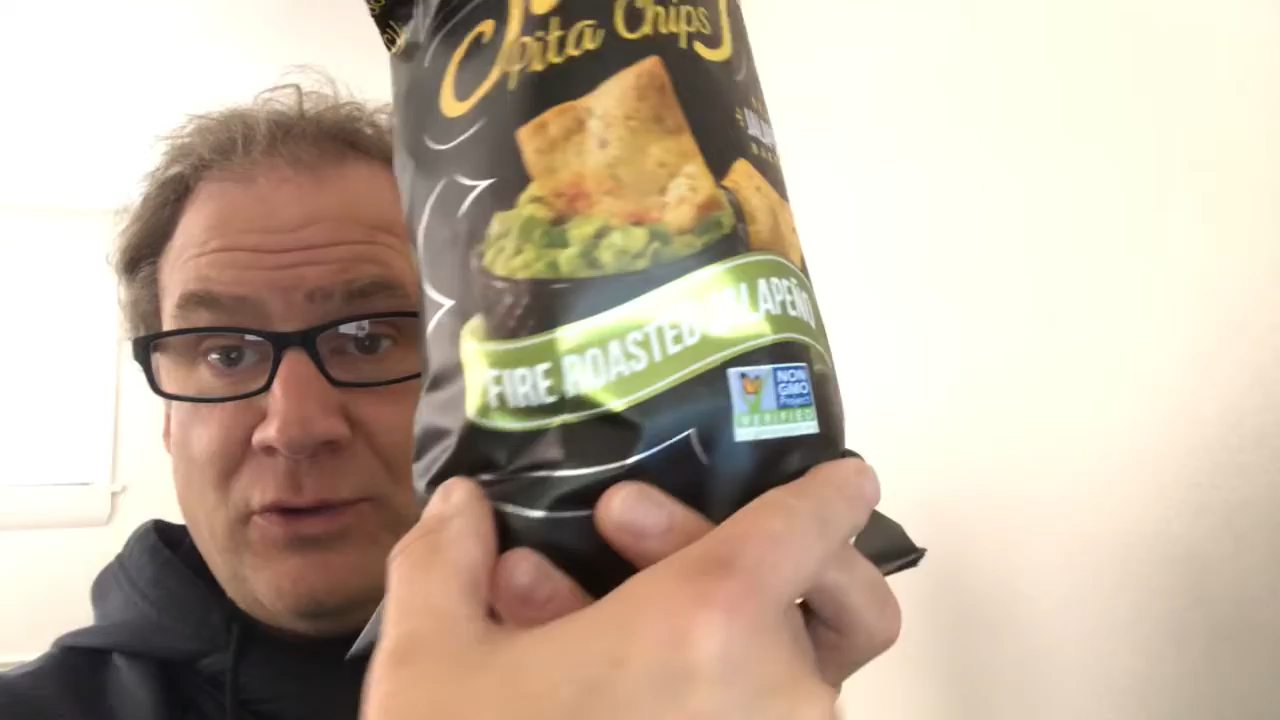 Pita Chips
FIRE ROASTED JALAPEÑO
NON
GMO
Project
VERIFIED